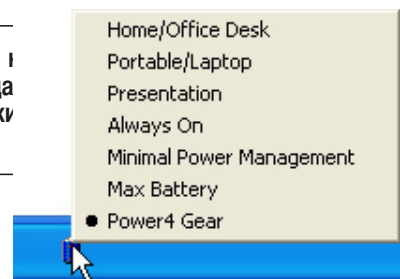 Home/Office Desk
Portable/Laptop
Presentation
Always On
Minimal Power Management
Max Battery
Power4 Gear